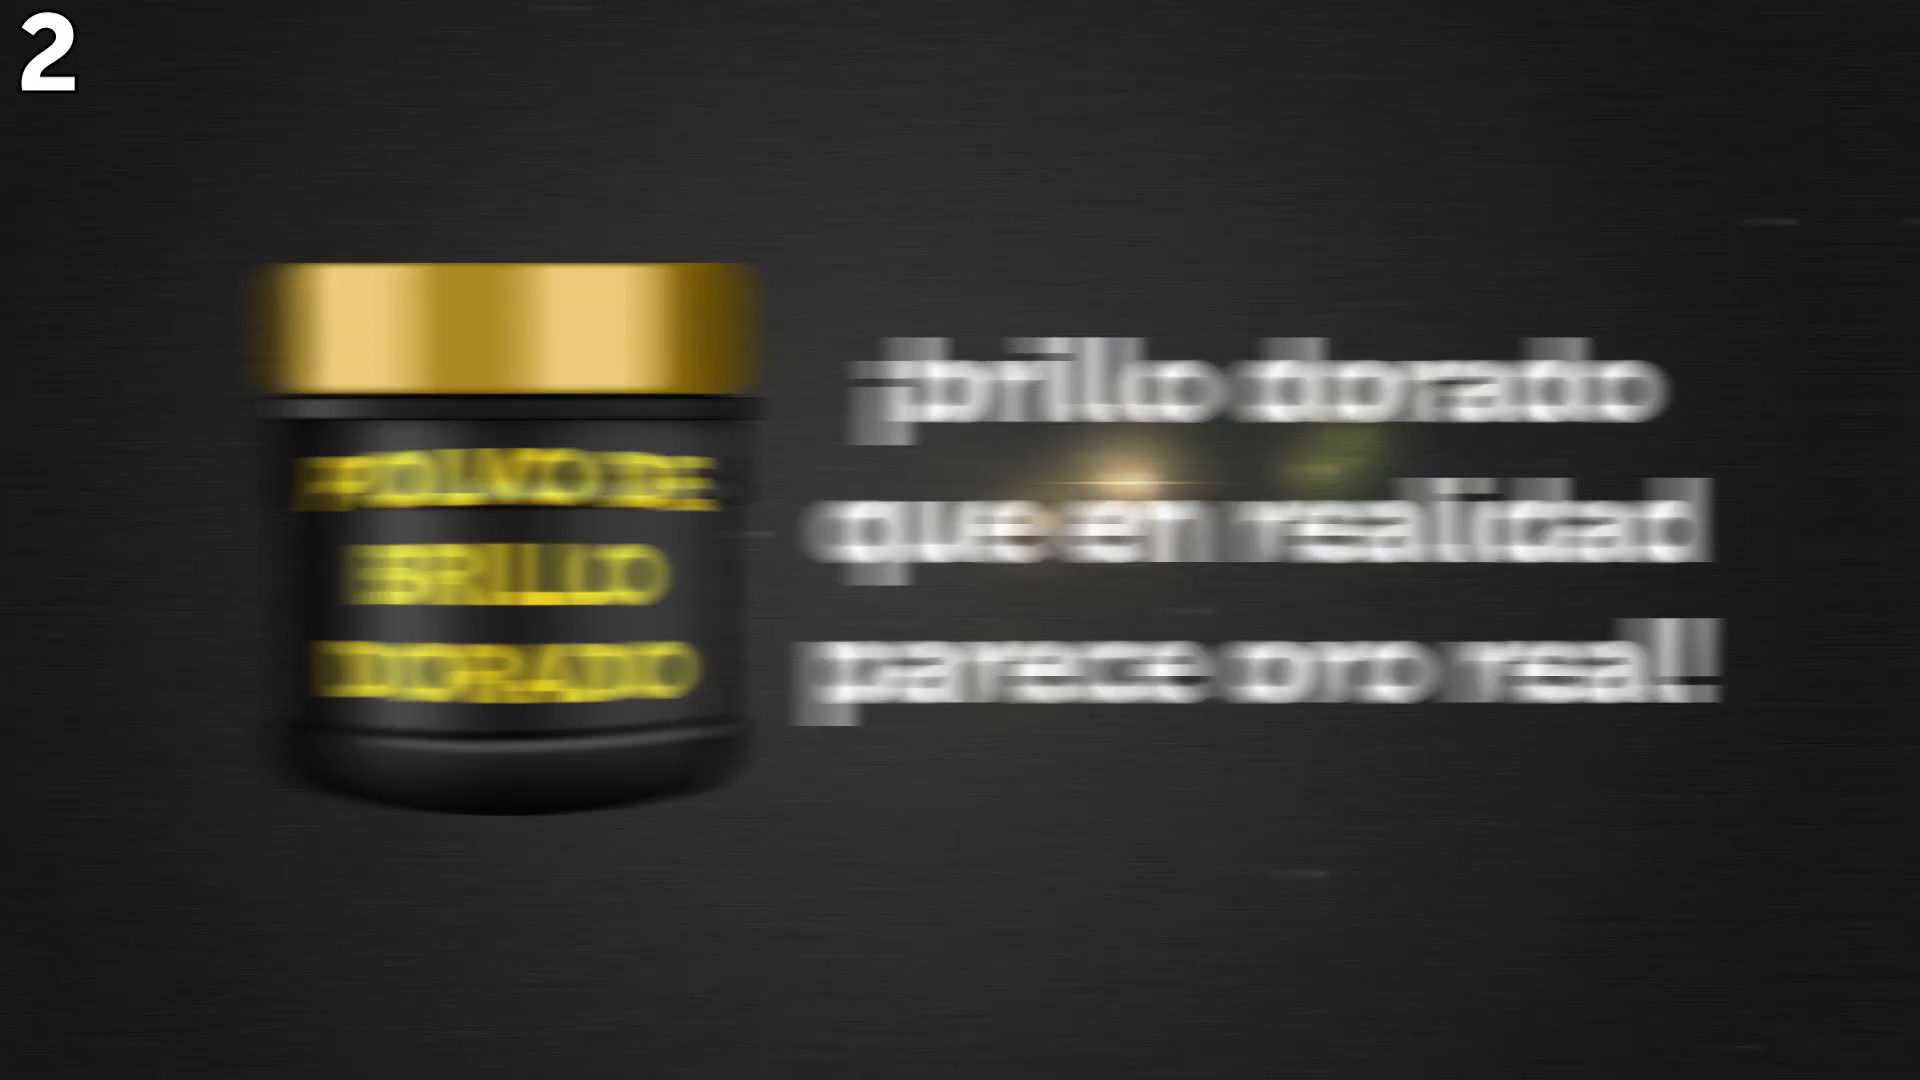 2
POLVO DE
BRILLO
DORADO
¡brillo dorado
que en realidad
parece oro real!